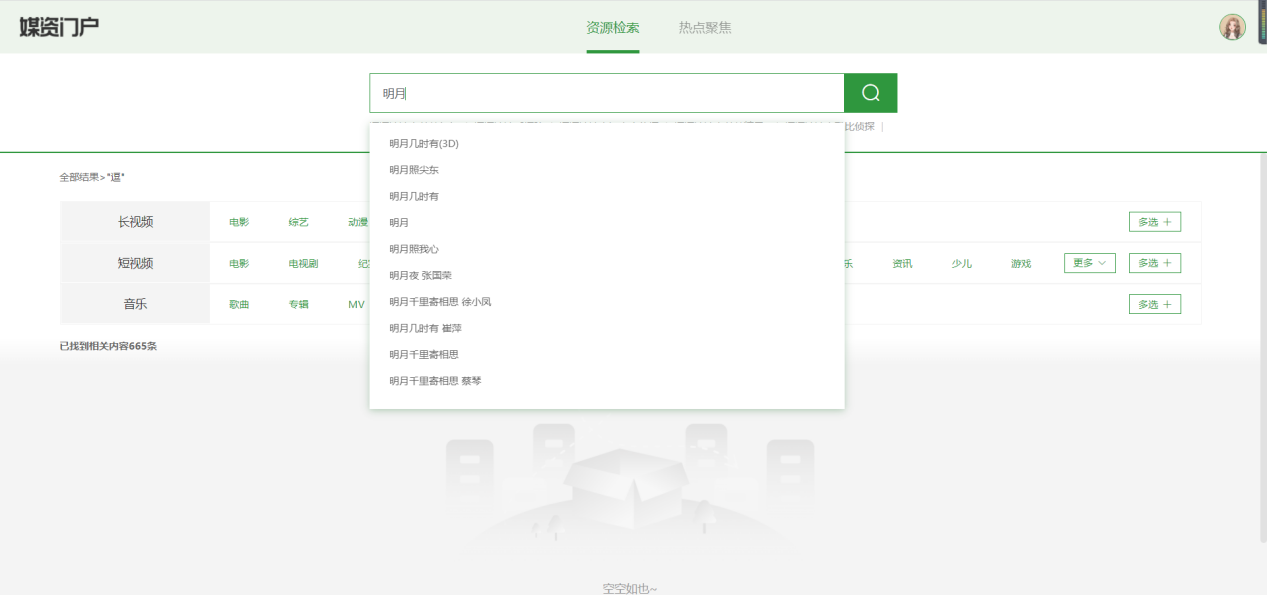 媒资门户
资源检索 热点聚焦
明月
比侦探 |
明月几时有(3D)
明月照尖东
明月几时有
明月
明月照我心
明月夜 张国荣
明月千里寄相思 徐小凤
明月几时有 崔萍
明月千里寄相思
明月千里寄相思 蔡琴
全部结果>"逗"
长视频 电影 综艺 动漫 多选 +
短视频 电影 电视剧 纪 乐 资讯 少儿 游戏 更多 多选 +
音乐 歌曲 专辑 MV 多选 +
已找到相关内容665条
空空如也~